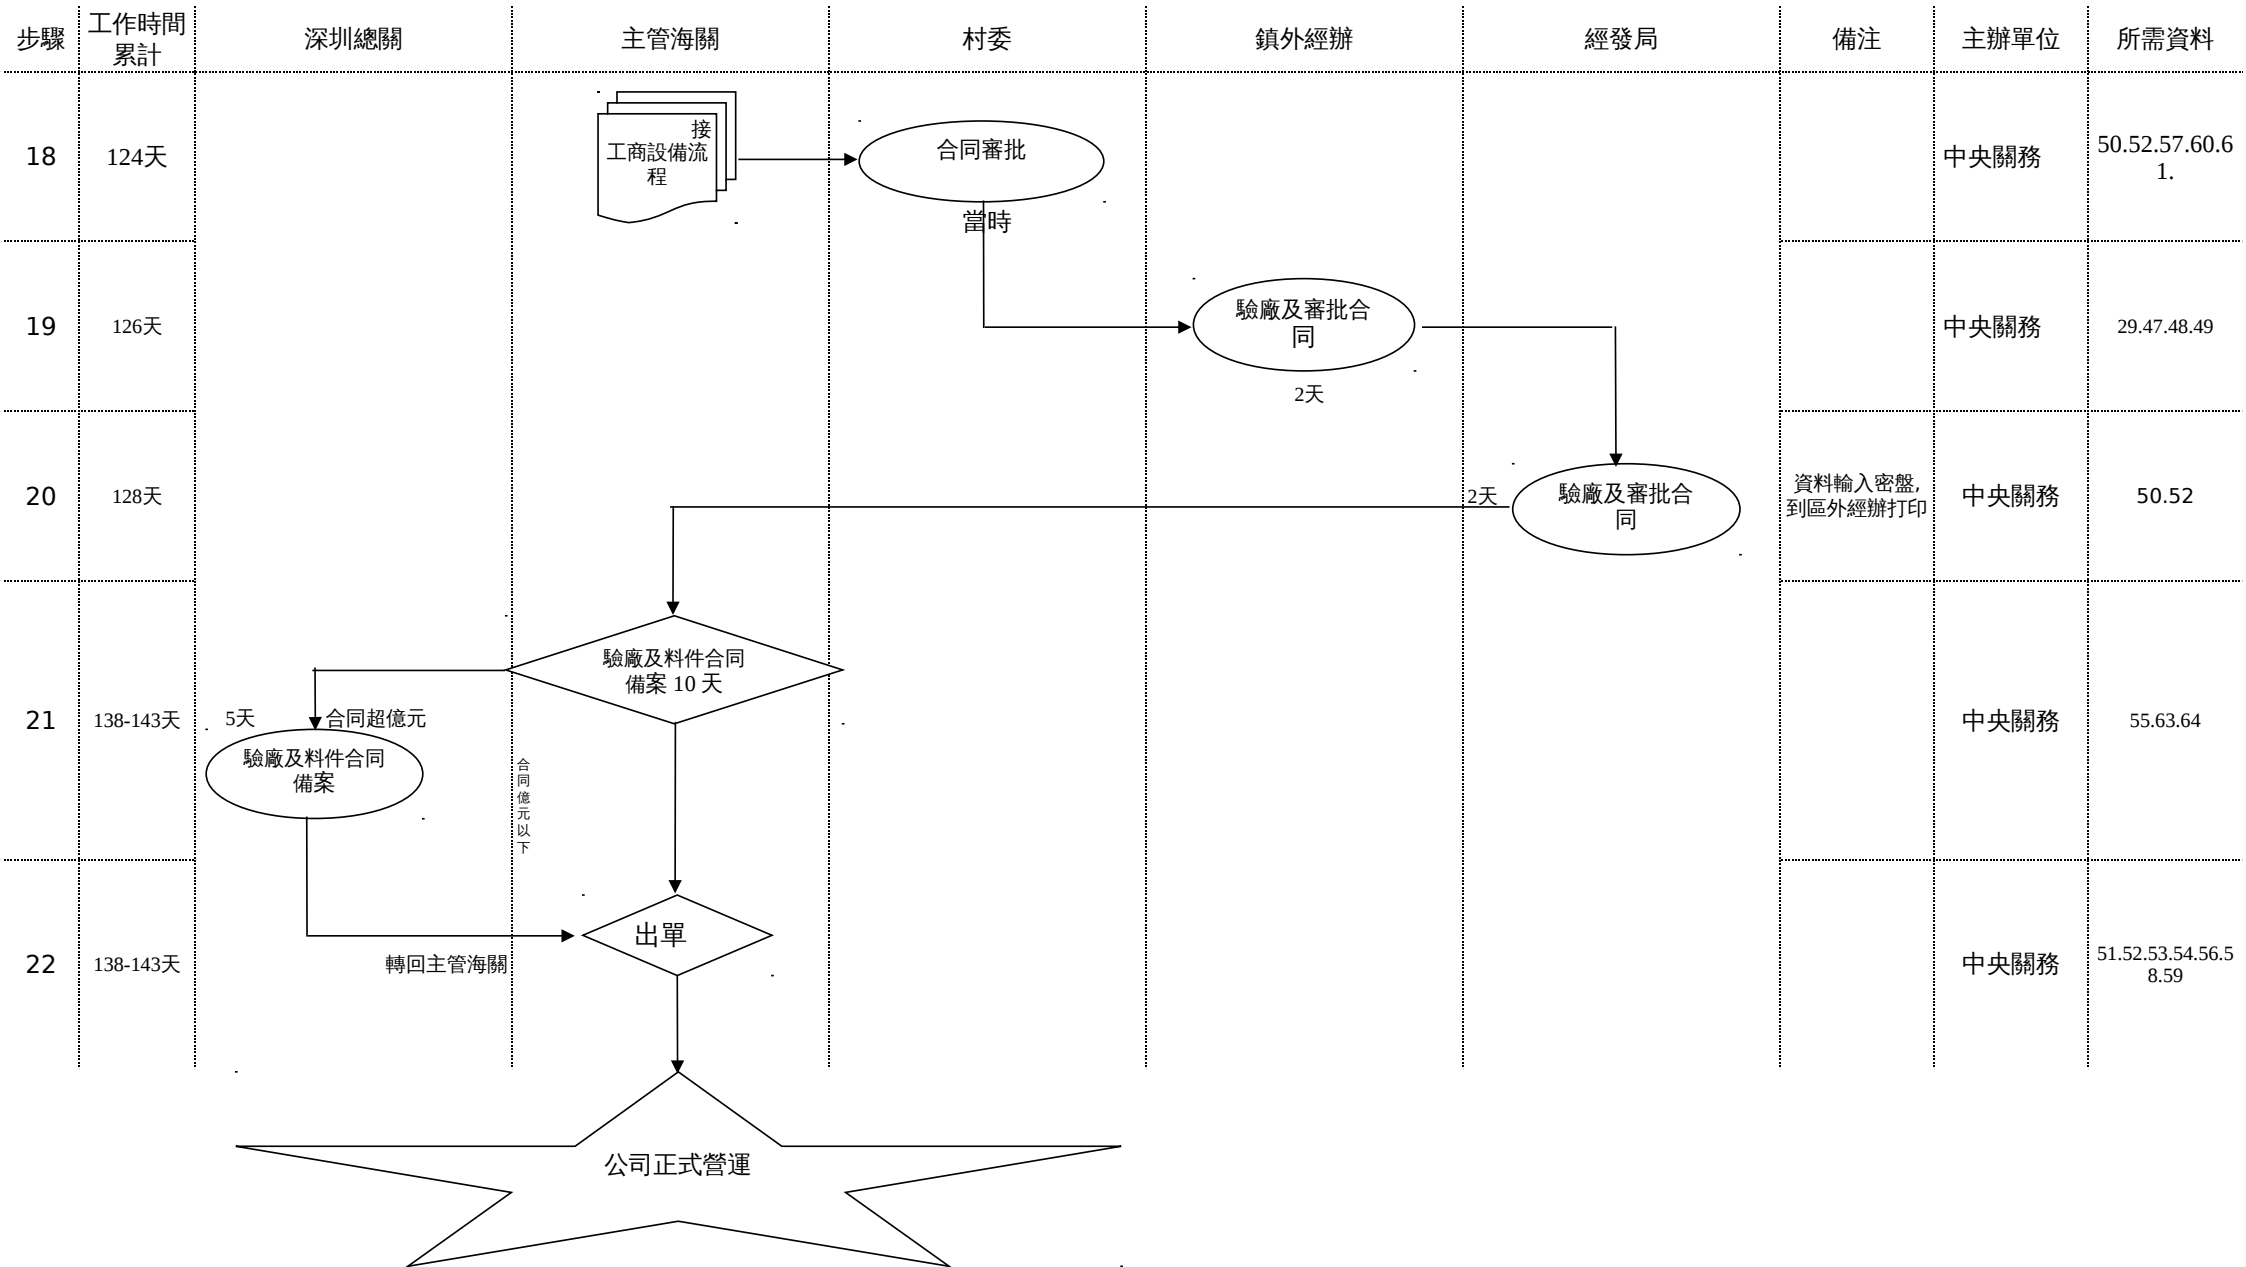 步驟
工作時間
累計
深圳總關
主管海關
村委
鎮外經辦
經發局
備注
主辦單位
所需資料
18
124天
接
工商設備流
程
合同審批
當時
中央關務
50.52.57.60.6
1.
19
126天
驗廠及審批合
同
2天
中央關務
29.47.48.49
20
128天
2天
驗廠及審批合
同
資料輸入密盤,
到區外經辦打印
中央關務
50.52
21
138-143天
驗廠及料件合同
備案 10 天
5天
合同超億元
驗廠及料件合同
備案
合
同
億
元
以
下
中央關務
55.63.64
22
138-143天
出單
轉回主管海關
中央關務
51.52.53.54.56.5
8.59
公司正式營運